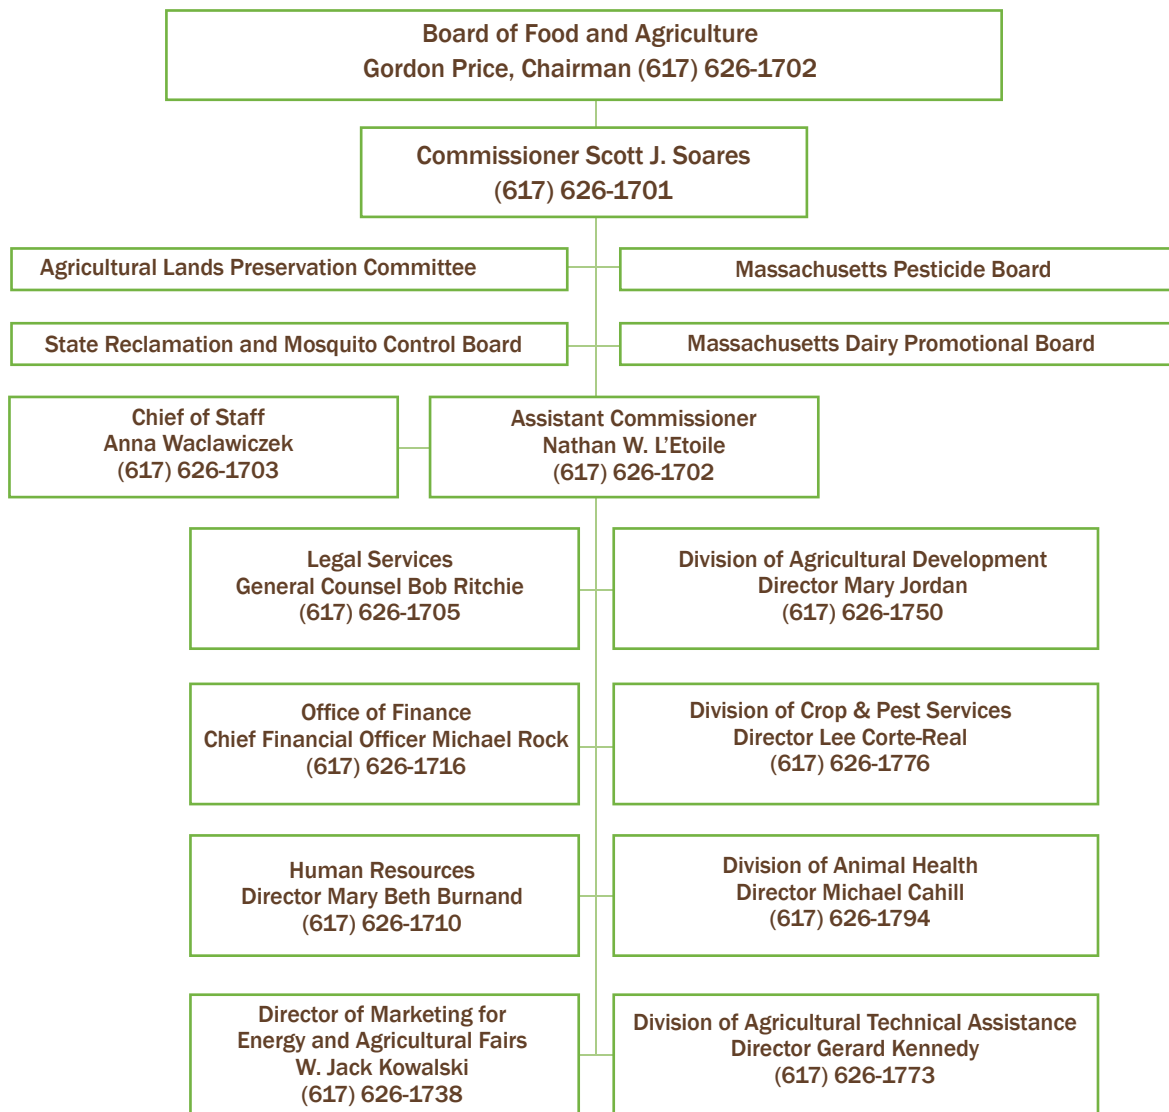 Board of Food and Agriculture
Gordon Price, Chairman (617) 626-1702
Commissioner Scott J. Soares
(617) 626-1701
Agricultural Lands Preservation Committee
Massachusetts Pesticide Board
State Reclamation and Mosquito Control Board
Massachusetts Dairy Promotional Board
Chief of Staff
Anna Waclawiczek
(617) 626-1703
Assistant Commissioner
Nathan W. L'Etoile
(617) 626-1702
Legal Services
General Counsel Bob Ritchie
(617) 626-1705
Division of Agricultural Development
Director Mary Jordan
(617) 626-1750
Office of Finance
Chief Financial Officer Michael Rock
(617) 626-1716
Division of Crop & Pest Services
Director Lee Corte-Real
(617) 626-1776
Human Resources
Director Mary Beth Burnand
(617) 626-1710
Division of Animal Health
Director Michael Cahill
(617) 626-1794
Director of Marketing for
Energy and Agricultural Fairs
W. Jack Kowalski
(617) 626-1738
Division of Agricultural Technical Assistance
Director Gerard Kennedy
(617) 626-1773